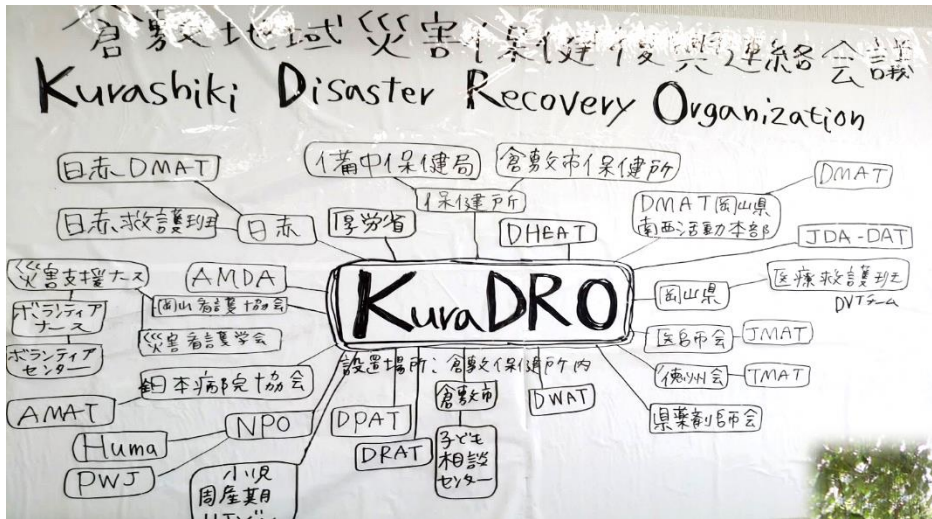 倉敷地域災害保健復興連絡会議
Kurashiki Disaster Recovery Organization
日赤DMAT
備中保健局
倉敷市保健所
DMAT
日赤救護班
日赤
厚労省
保健所
DHEAT
DMAT岡山県
南西活動本部
JDA-DAT
災害支援ナース
AMDA
KuraDRO
岡山県
医療救護班
DVTチーム
ボランティア
ナース
岡山看護協会
ボランティア
センター
災害看護学会
設置場所:倉敷保健所内
医師会
JMAT
全日本病院協会
AMAT
倉敷市
DWAT
徳州会
TMAT
NPO
DPAT
県薬剤師会
Huma
PWJ
DRAT
子ども
相談
センター
小児
周産期